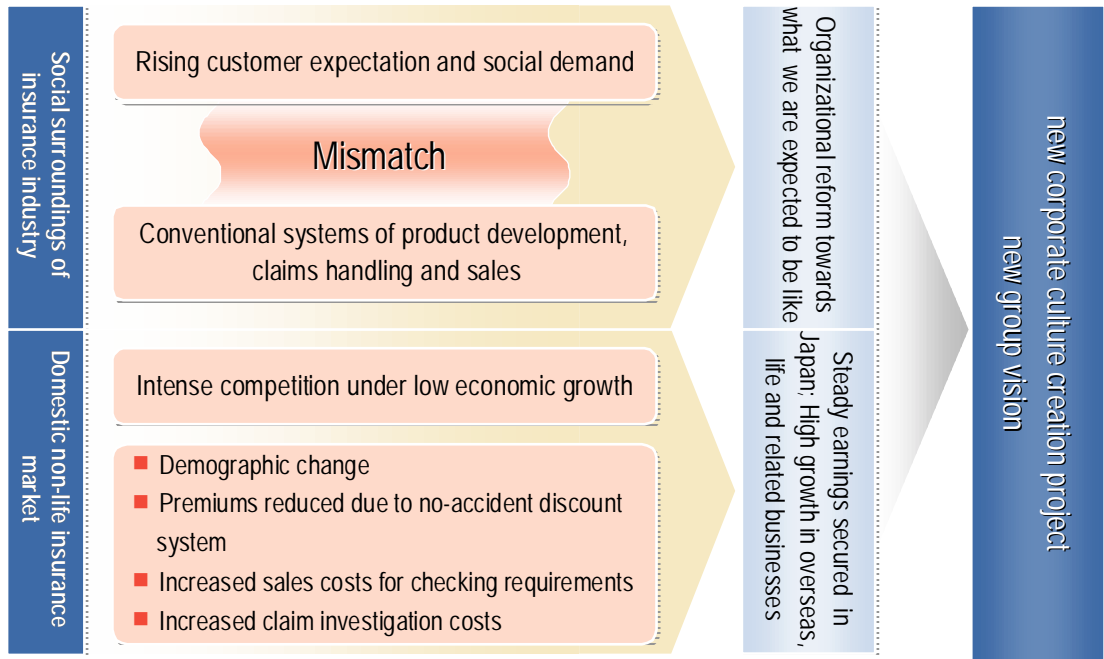 Social surroundings of
insurance industry
Rising customer expectation and social demand
Mismatch
Conventional systems of product development,
claims handling and sales
Organizational reform towards
what we are expected to be like
Domestic non-life insurance
market
Intense competition under low economic growth
Demographic change
Premiums reduced due to no-accident discount
system
Increased sales costs for checking requirements
Increased claim investigation costs
Steady earnings secured in
Japan; High growth in overseas,
life and related businesses
new corporate culture creation project
new group vision